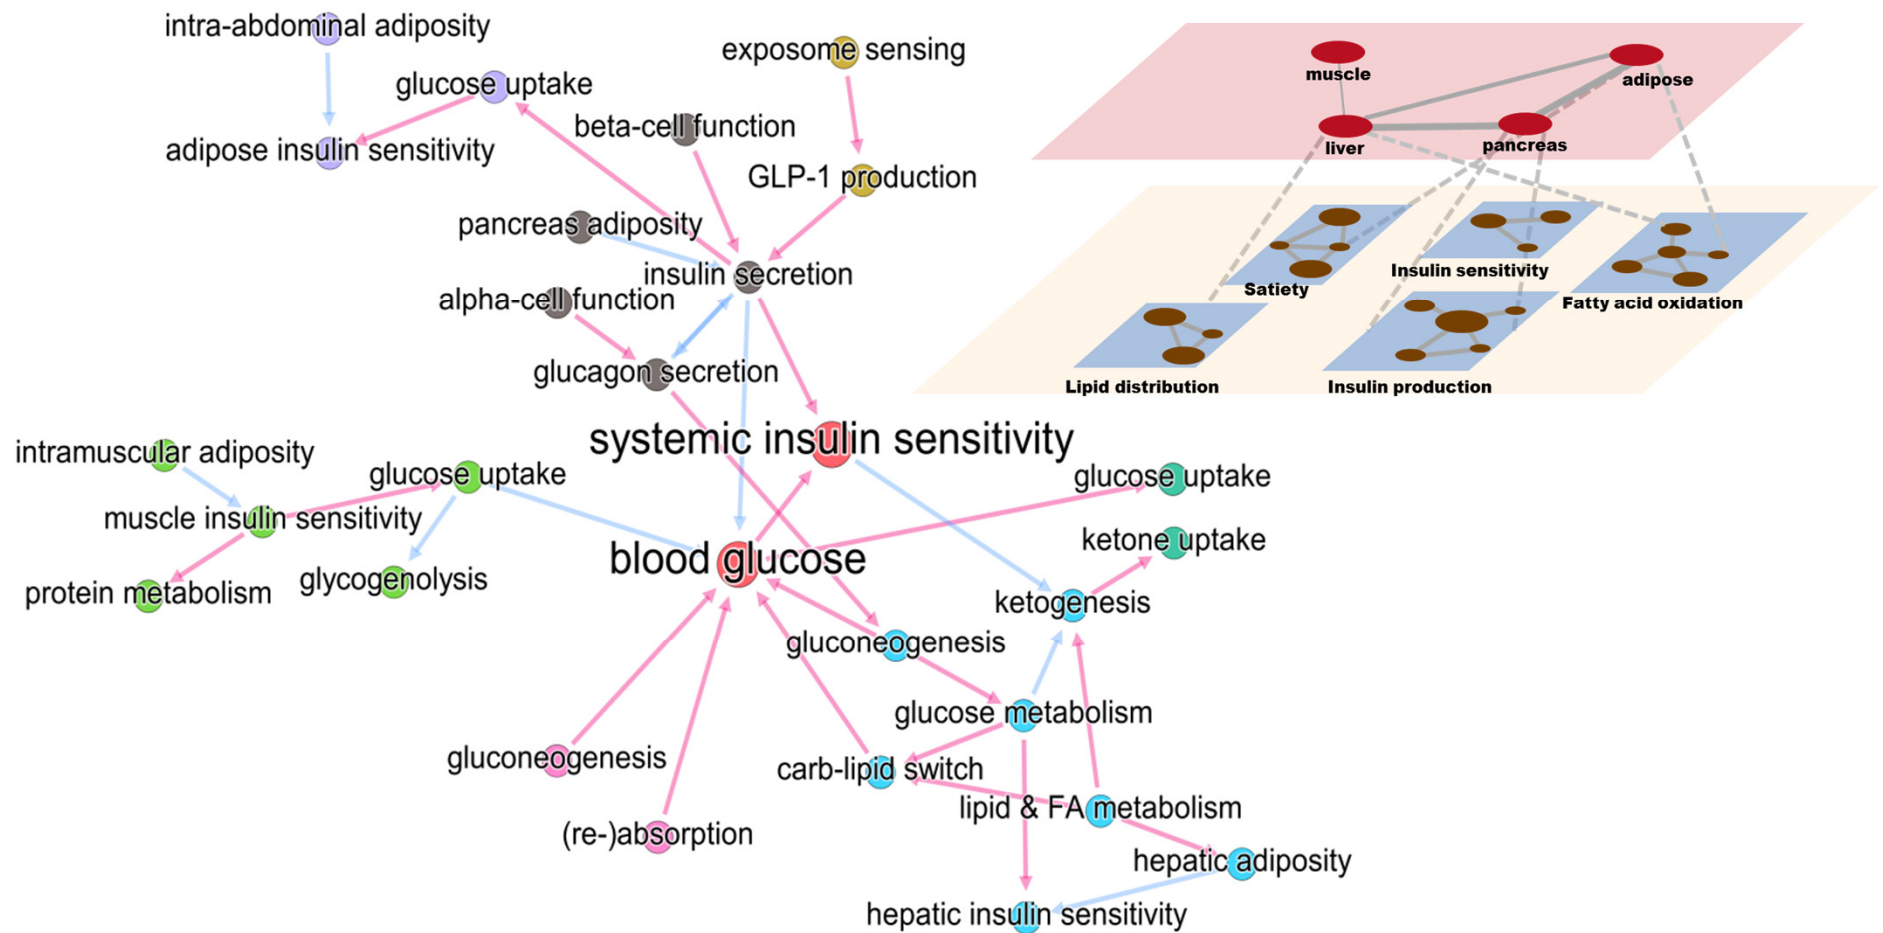 intra-abdominal adiposity
glucose uptake
adipose insulin sensitivity
exposome sensing
beta-cell function
GLP-1 production
pancreas adiposity
insulin secretion
alpha-cell function
glucagon secretion
systemic insulin sensitivity
intramuscular adiposity
glucose uptake
muscle insulin sensitivity
protein metabolism
glycogenolysis
blood glucose
glucose uptake
ketone uptake
ketogenesis
gluconeogenesis
glucose metabolism
gluconeogenesis
carb-lipid switch
lipid & FA metabolism
(re-)absorption
hepatic adiposity
hepatic insulin sensitivity
muscle
adipose
liver
pancreas
Insulin sensitivity
Satiety
Fatty acid oxidation
Lipid distribution
Insulin production